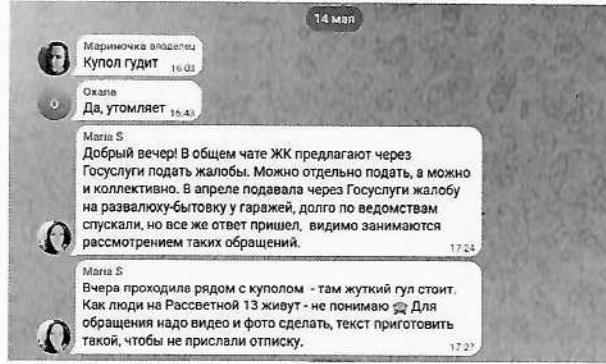 14 мая
Мариночка владелец
Купол гудит 16:03
О
Oxana
Да, утомляет 16:43
Maria S
Добрый вечер! В общем чате ЖК предлагают через
Госуслуги подать жалобы. Можно отдельно подать, а можно
и коллективно. В апреле подавала через Госуслуги жалобу
на развалюху-бытовку у гаражей, долго по ведомствам
спускали, но все же ответ пришел, видимо занимаются
рассмотрением таких обращений. 17:24
Maria S
Вчера проходила рядом с куполом - там жуткий гул стоит.
Как люди на Рассветной 13 живут - не понимаю Для
обращения надо видео и фото сделать, текст приготовить
такой, чтобы не прислали отписку. 17:27